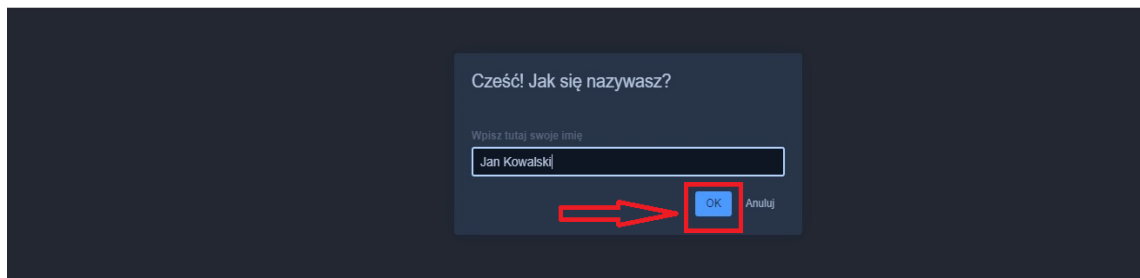 Cześć! Jak się nazywasz?
Wpisz tutaj swoje imię
Jan Kowalski
OK Anuluj